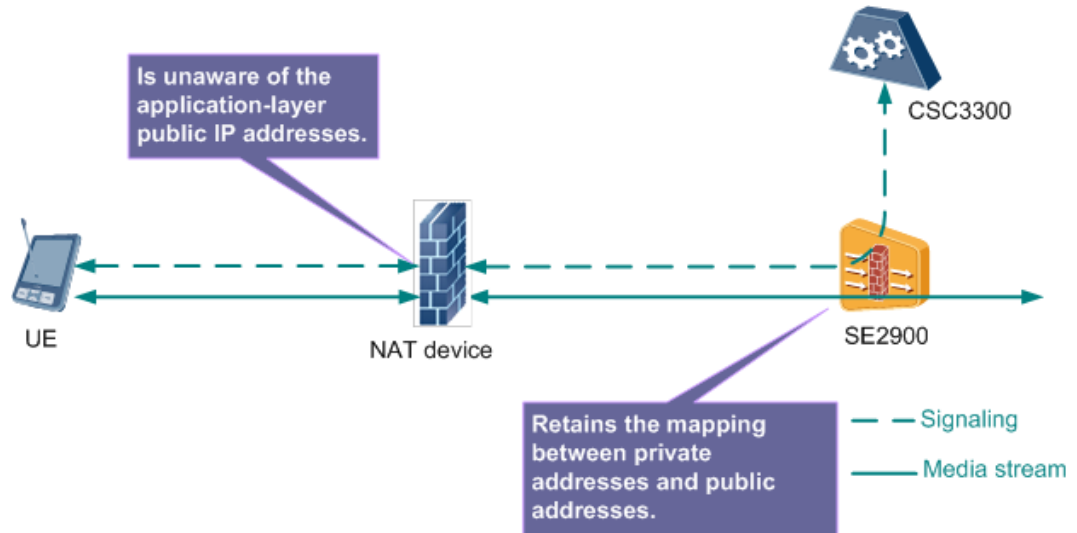 Is unaware of the
application-layer
public IP addresses.
CSC3300
UE
NAT device
SE2900
Retains the mapping
between private
addresses and public
addresses.
Signaling
Media stream